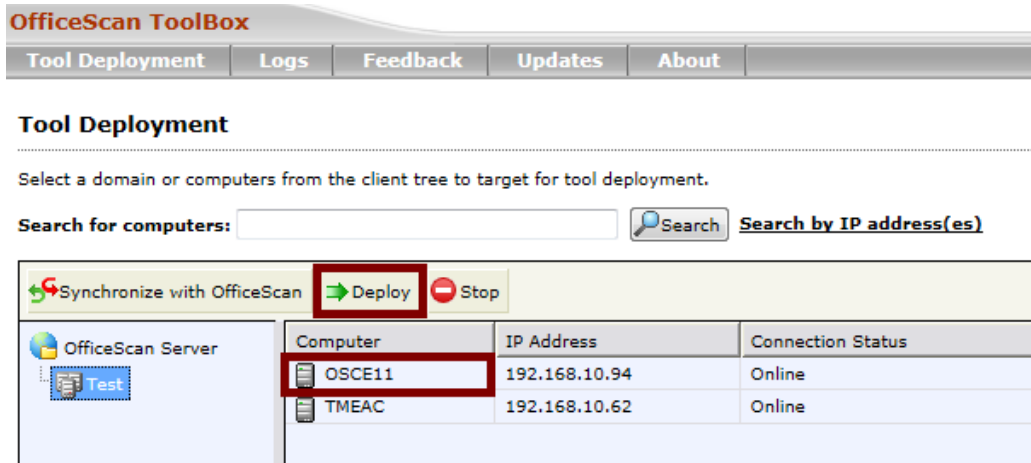 OfficeScan ToolBox
Tool Deployment Logs Feedback Updates About
Tool Deployment
Select a domain or computers from the client tree to target for tool deployment.
Search for computers: Search Search by IP address(es)
Synchronize with OfficeScan Deploy Stop
OfficeScan Server
Test
Computer IP Address Connection Status
OSCE11 192.168.10.94 Online
TMEAC 192.168.10.62 Online